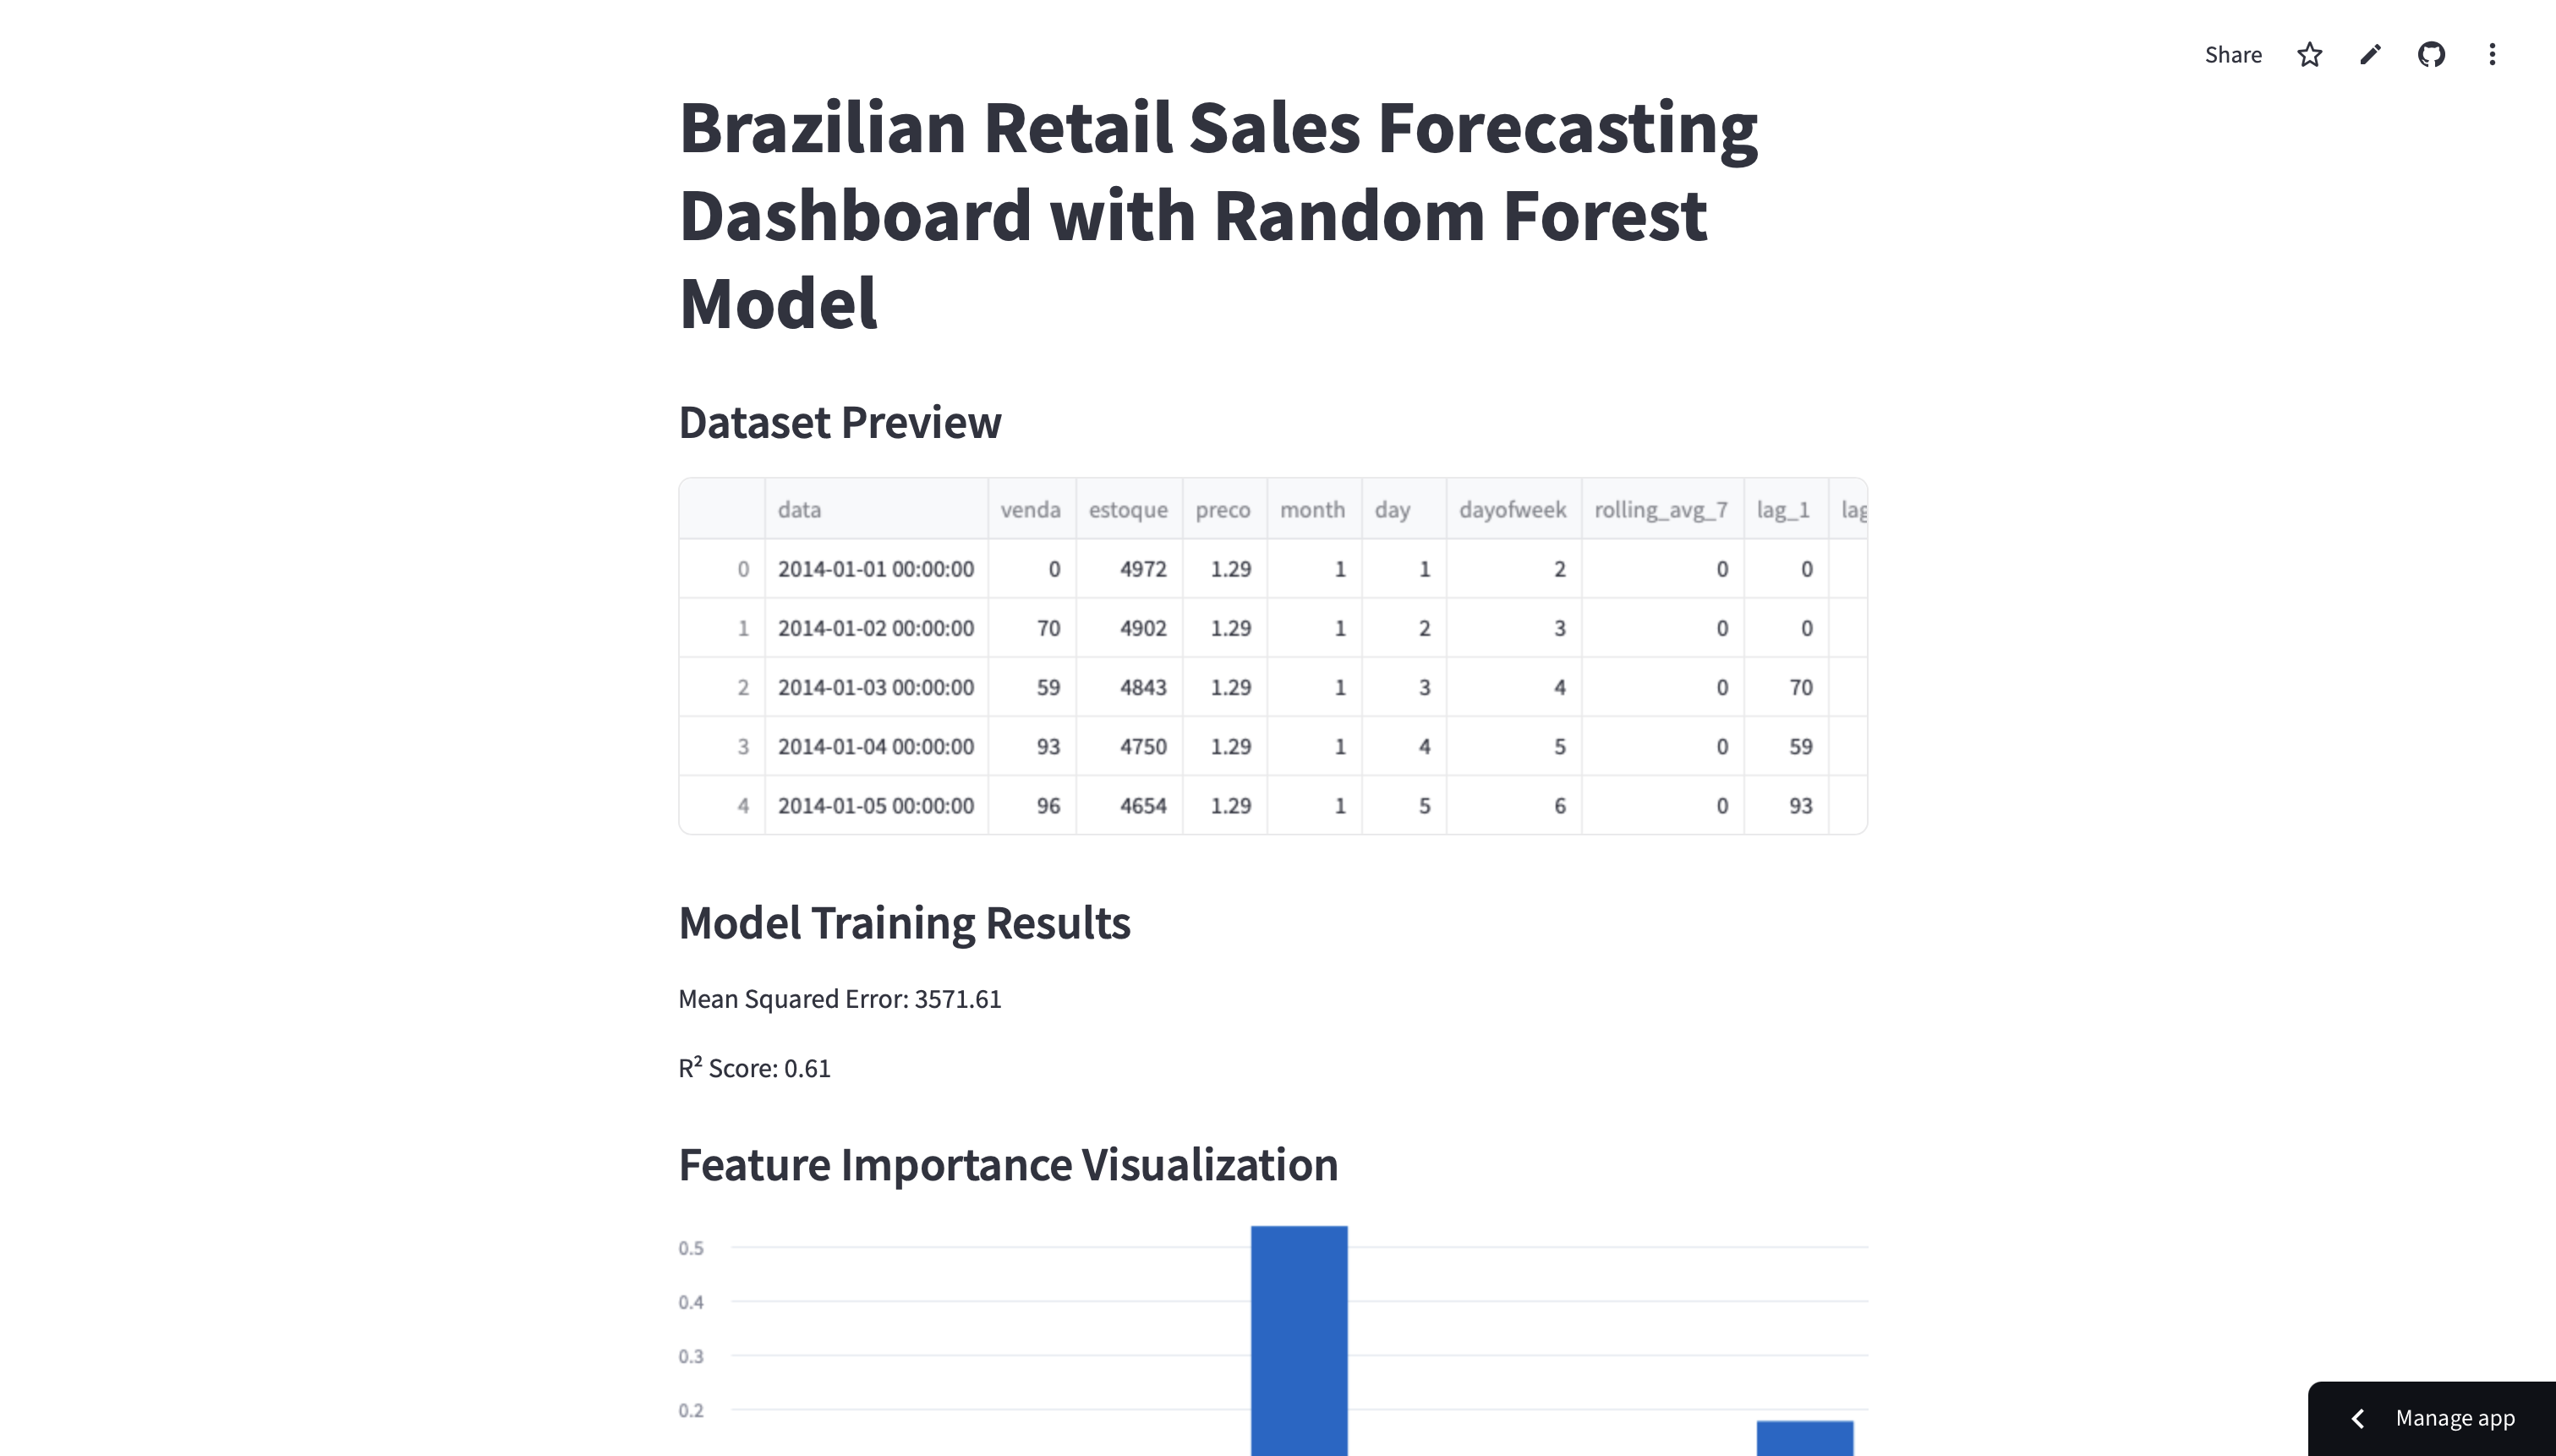 Share
Brazilian Retail Sales Forecasting
Dashboard with Random Forest
Model
Dataset Preview
data venda estoque preco month day dayofweek rolling_avg_7 lag_1 lag
0 2014-01-01 00:00:00 0 4972 1.29 1 1 2 0 0
1 2014-01-02 00:00:00 70 4902 1.29 1 2 3 0 0
2 2014-01-03 00:00:00 59 4843 1.29 1 3 4 0 70
3 2014-01-04 00:00:00 93 4750 1.29 1 4 5 0 59
4 2014-01-05 00:00:00 96 4654 1.29 1 5 6 0 93
Model Training Results
Mean Squared Error: 3571.61
R² Score: 0.61
Feature Importance Visualization
0.5
0.4
0.3
0.2
Manage app